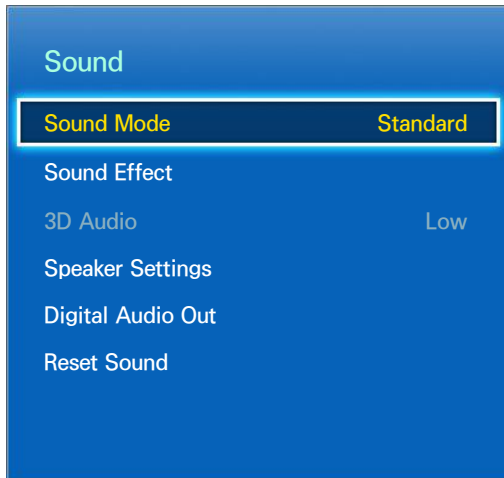 Sound
Sound Mode Standard
Sound Effect
3D Audio Low
Speaker Settings
Digital Audio Out
Reset Sound